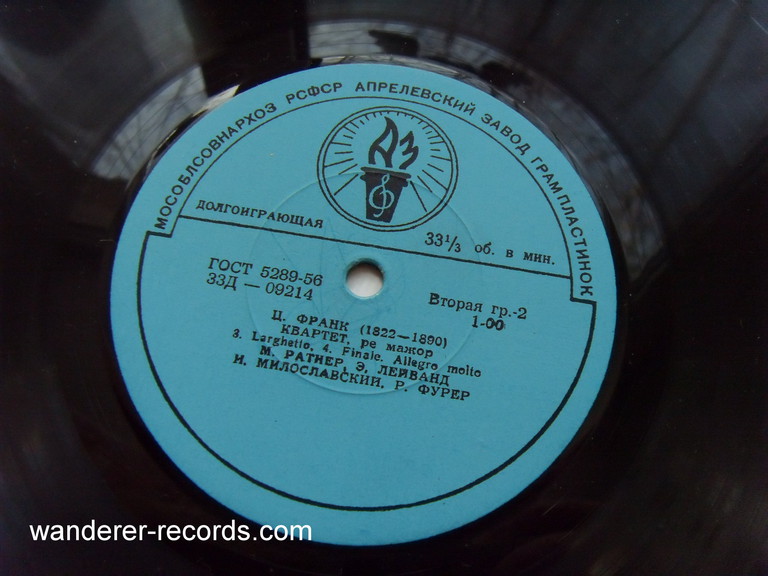 МОСОБЛСОВНАРХОЗ РСФСР АПРЕЛЕВСКИЙ ЗАВОД ГРАМПЛАСТИНОК
АЗ
ДОЛГОИГРАЮЩАЯ
33⅓ об. в мин.
ГОСТ 5289-56
33Д — 09214
Вторая гр.-2
1-00
Ц. ФРАНК (1822—1890)
КВАРТЕТ, ре мажор
3. Larghetto, 4. Finale. Allegro molto
М. РАТНЕР, Э. ЛЕЙВАНД
И. МИЛОСЛАВСКИЙ, Р. ФУРЕР
wanderer-records.com